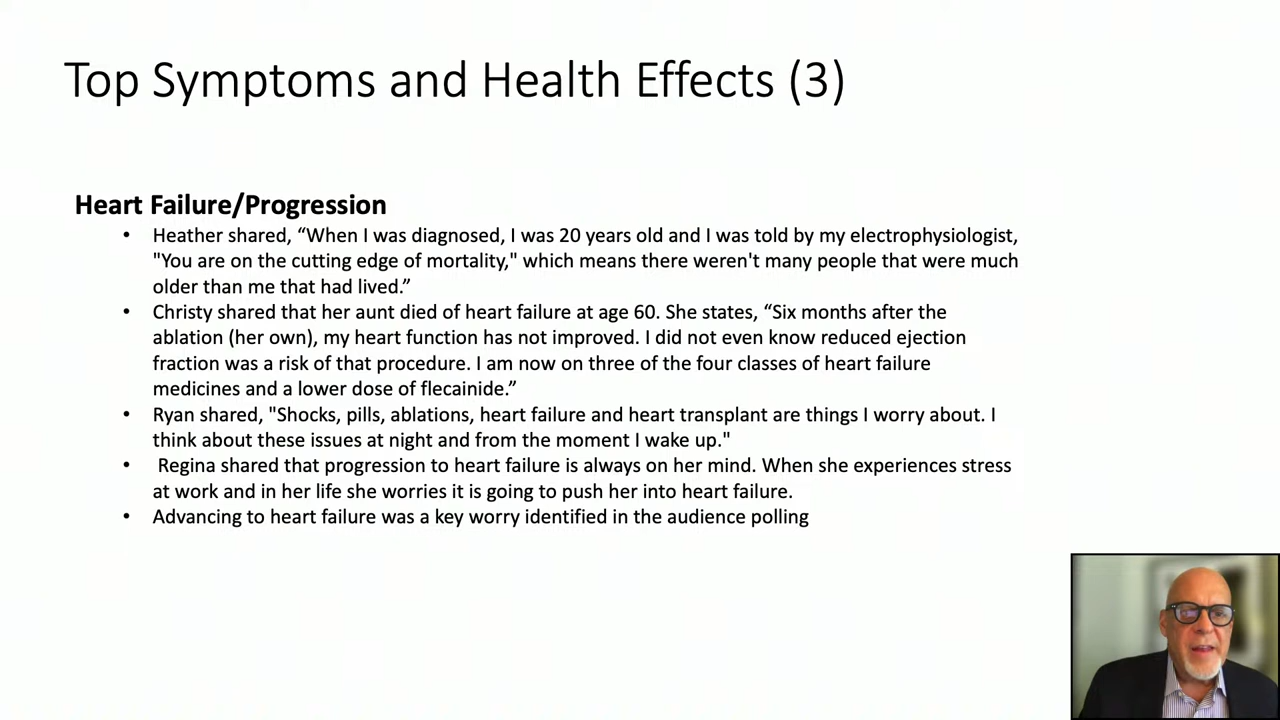 Top Symptoms and Health Effects (3)
Heart Failure/Progression
• Heather shared, “When I was diagnosed, I was 20 years old and I was told by my electrophysiologist,
"You are on the cutting edge of mortality," which means there weren't many people that were much
older than me that had lived.”
• Christy shared that her aunt died of heart failure at age 60. She states, “Six months after the
ablation (her own), my heart function has not improved. I did not even know reduced ejection
fraction was a risk of that procedure. I am now on three of the four classes of heart failure
medicines and a lower dose of flecainide.”
• Ryan shared, "Shocks, pills, ablations, heart failure and heart transplant are things I worry about. I
think about these issues at night and from the moment I wake up."
• Regina shared that progression to heart failure is always on her mind. When she experiences stress
at work and in her life she worries it is going to push her into heart failure.
• Advancing to heart failure was a key worry identified in the audience polling